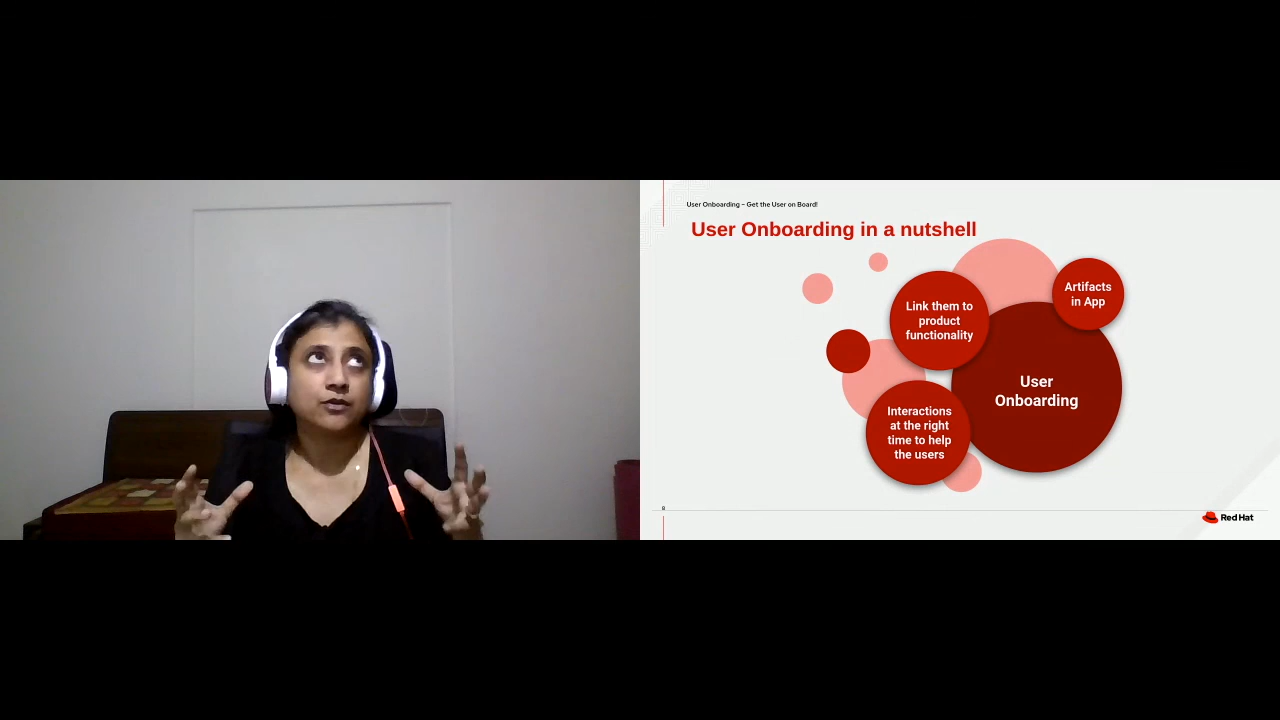 User Onboarding – Get the User on Board!
User Onboarding in a nutshell
Artifacts
in App
Link them to
product
functionality
User
Onboarding
Interactions
at the right
time to help
the users
8
Red Hat